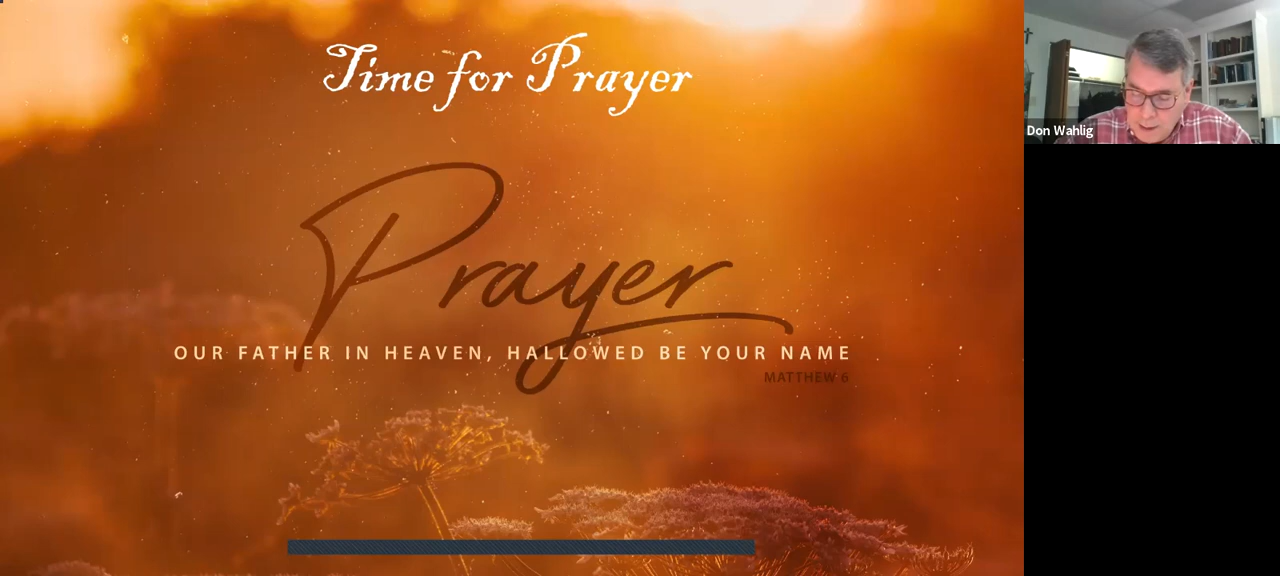 Time for Prayer
Prayer
OUR FATHER IN HEAVEN, HALLOWED BE YOUR NAME
MATTHEW 6
Don Wahlig